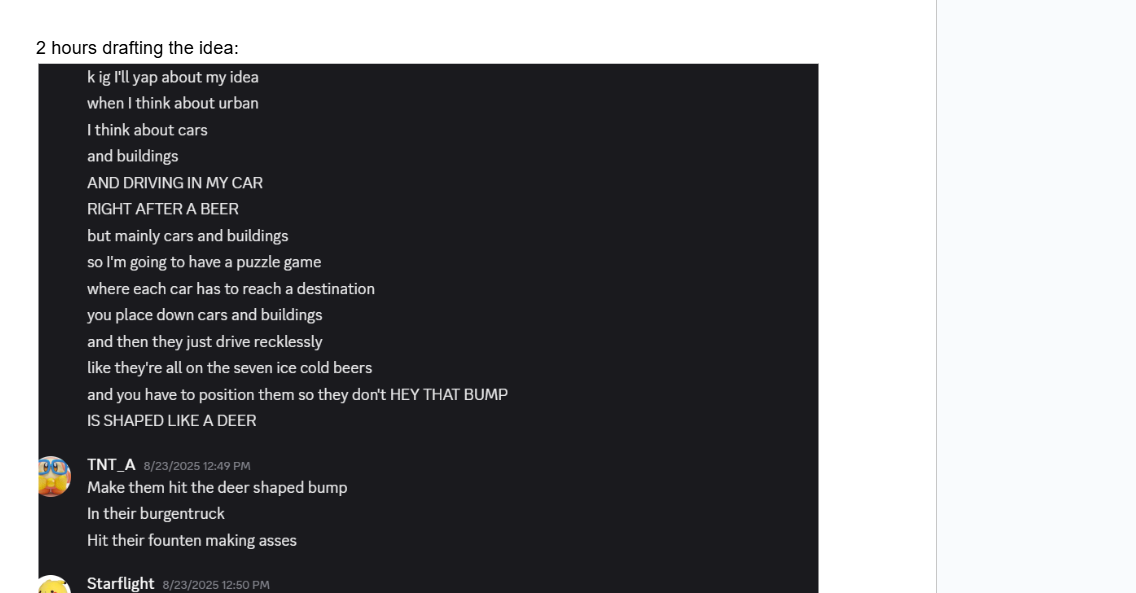 2 hours drafting the idea:
k ig I'll yap about my idea
when I think about urban
I think about cars
and buildings
AND DRIVING IN MY CAR
RIGHT AFTER A BEER
but mainly cars and buildings
so I'm going to have a puzzle game
where each car has to reach a destination
you place down cars and buildings
and then they just drive recklessly
like they're all on the seven ice cold beers
and you have to position them so they don't HEY THAT BUMP
IS SHAPED LIKE A DEER
TNT_A 8/23/2025 12:49 PM
Make them hit the deer shaped bump
In their burgentruck
Hit their founten making asses
Starflight 8/23/2025 12:50 PM